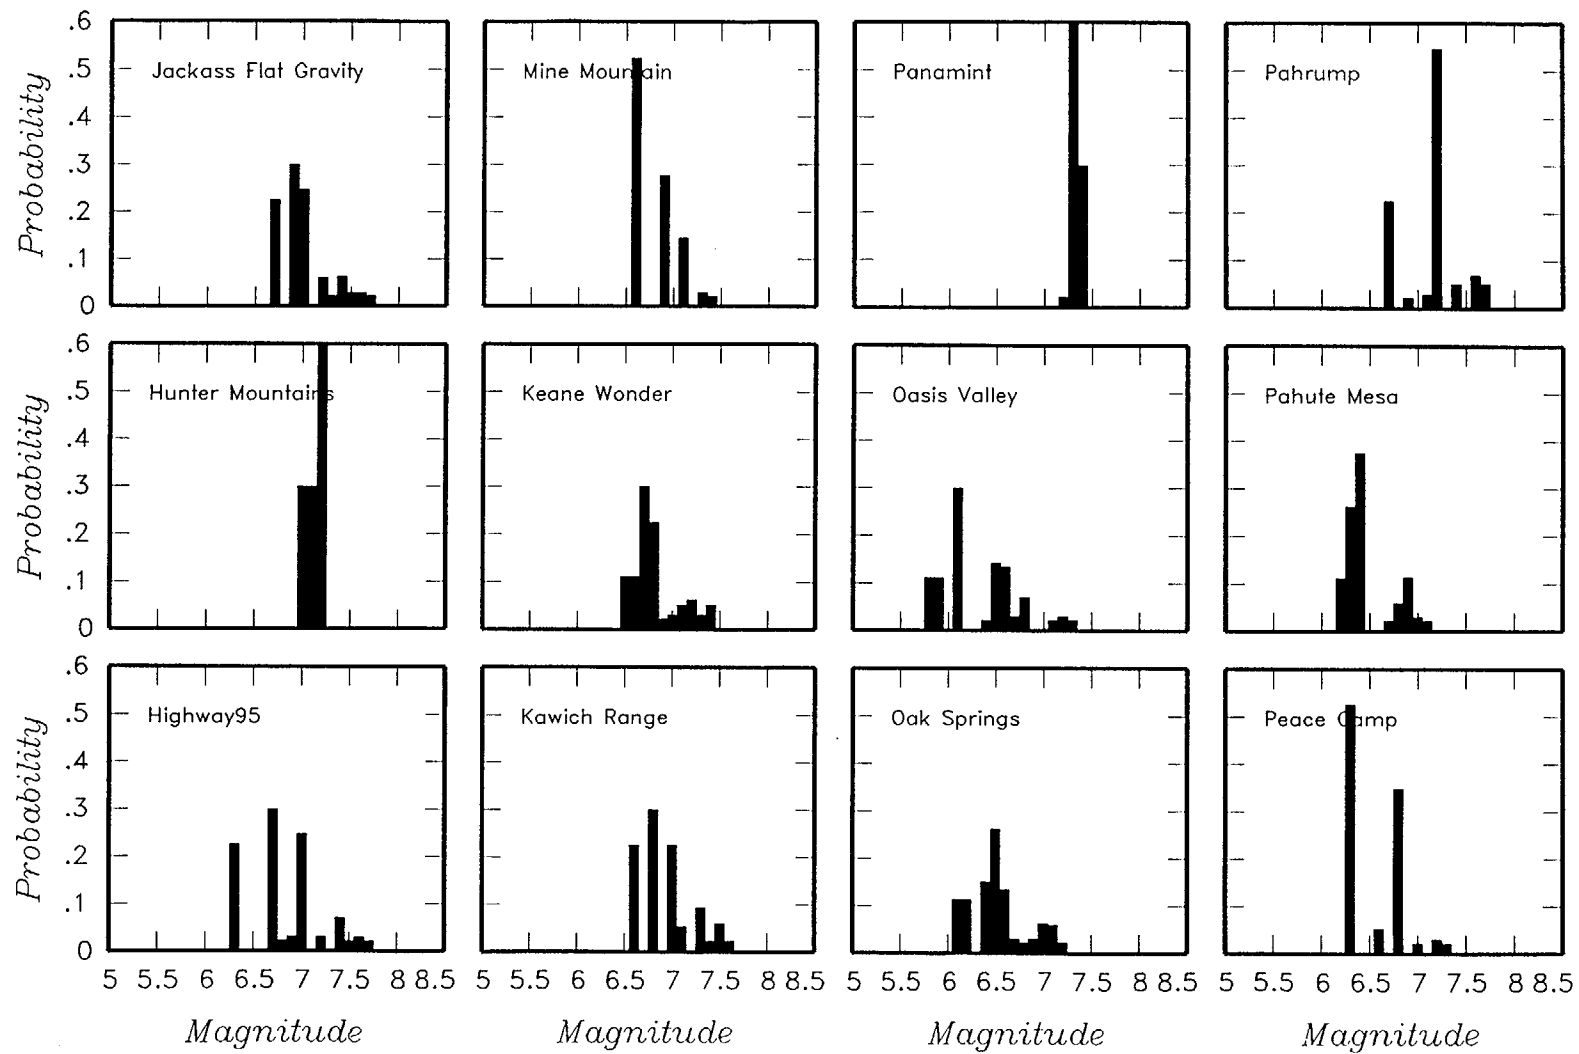 .6
.5
.4
.3
.2
.1
0
Probability
Jackass Flat Gravity
Mine Mountain
Panamint
Pahrump
.6
.5
.4
.3
.2
.1
0
Probability
Hunter Mountains
Keane Wonder
Oasis Valley
Pahute Mesa
.6
.5
.4
.3
.2
.1
0
Probability
Highway95
Kawich Range
Oak Springs
Peace Camp
5 5.5 6 6.5 7 7.5 8 8.5
5 5.5 6 6.5 7 7.5 8 8.5
5 5.5 6 6.5 7 7.5 8 8.5
5 5.5 6 6.5 7 7.5 8 8.5
Magnitude
Magnitude
Magnitude
Magnitude